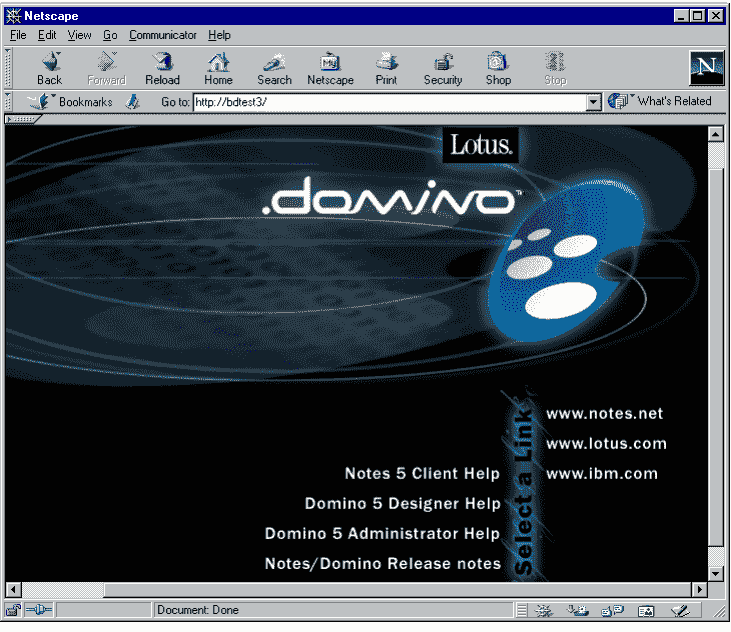 Netscape
File Edit View Go Communicator Help
Back Forward Reload Home Search Netscape Print Security Shop Stop
N
Bookmarks Go to: http://bdtest3/ What's Related
Lotus.
.domino™
www.notes.net
www.lotus.com
Notes 5 Client Help www.ibm.com
Domino 5 Designer Help
Domino 5 Administrator Help
Notes/Domino Release notes
Select a Link
Document: Done